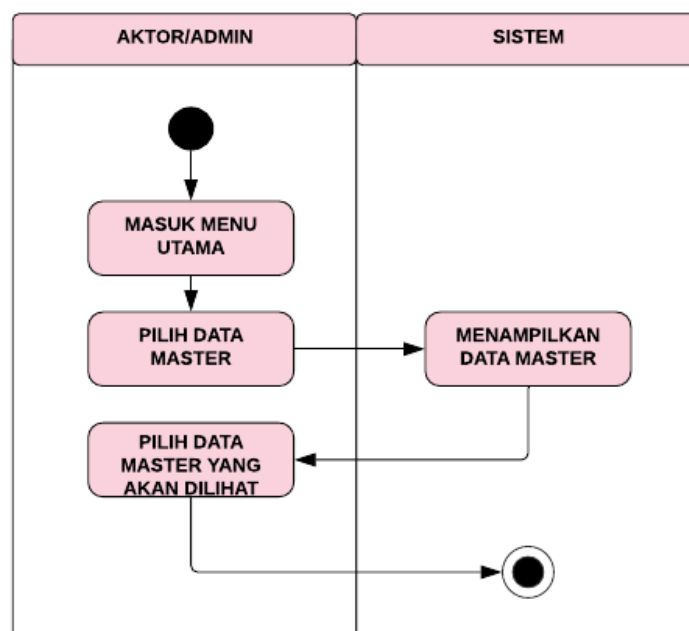 AKTOR/ADMIN
SISTEM
MASUK MENU
UTAMA
PILIH DATA
MASTER
MENAMPILKAN
DATA MASTER
PILIH DATA
MASTER YANG
AKAN DILIHAT